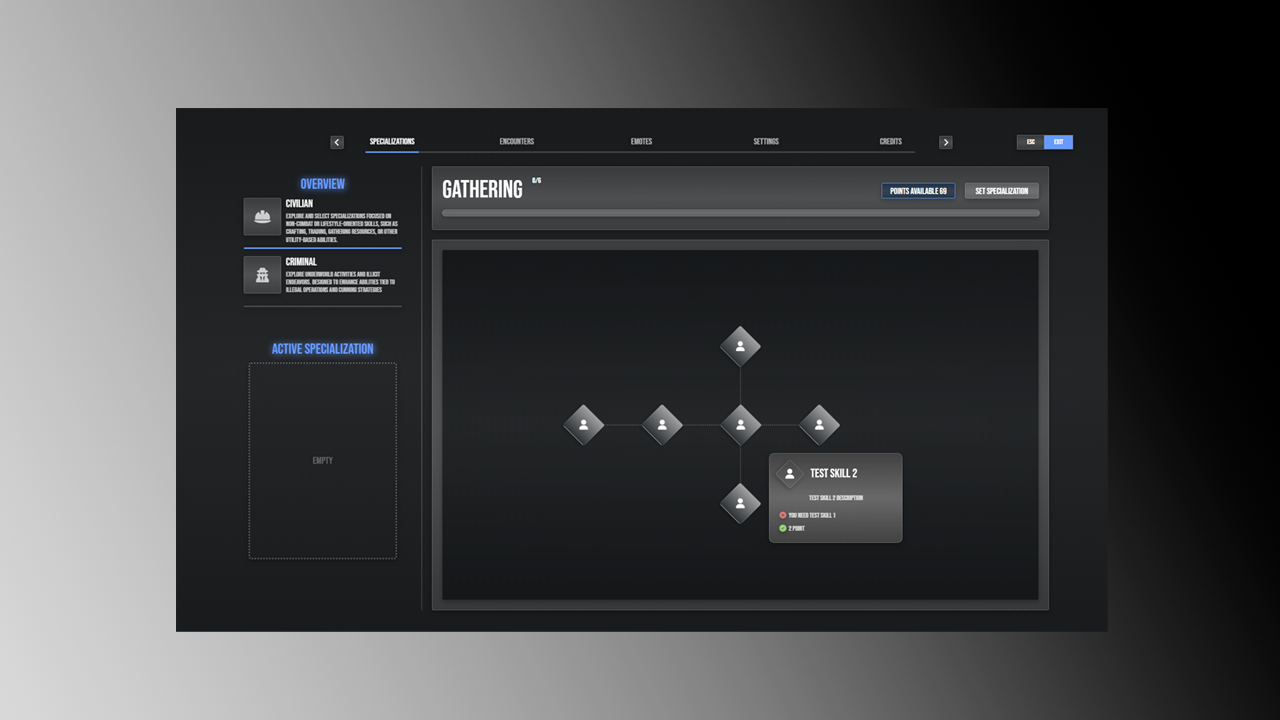 SPECIALIZATIONS
ENCOUNTERS
EMOTES
SETTINGS
CREDITS
ESC
EXIT
OVERVIEW
CIVILIAN
EXPLORE AND SELECT SPECIALIZATIONS FOCUSED ON
NON-COMBAT OR LIFESTYLE-ORIENTED SKILLS, SUCH AS
CRAFTING, TRADING, GATHERING RESOURCES, OR OTHER
UTILITY-BASED ABILITIES.
CRIMINAL
EXPLORE UNDERWORLD ACTIVITIES AND ILLICIT
ENDEAVORS, DESIGNED TO ENHANCE ABILITIES TIED TO
ILLEGAL OPERATIONS AND CUNNING STRATEGIES
ACTIVE SPECIALIZATION
EMPTY
GATHERING
POINTS AVAILABLE 69
SET SPECIALIZATION
TEST SKILL 2
TEST SKILL 2 DESCRIPTION
YOU NEED TEST SKILL 1
2 POINT